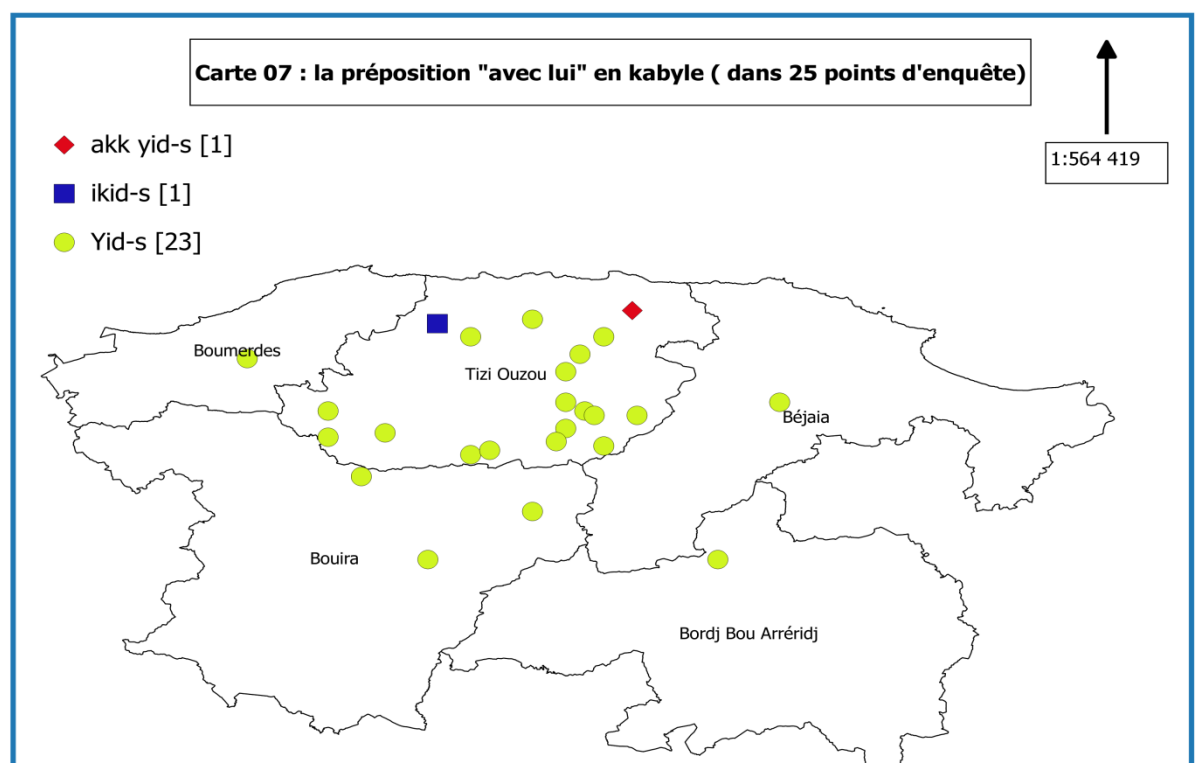 Carte 07 : la préposition "avec lui" en kabyle ( dans 25 points d'enquête)
1:564 419
akk yid-s [1]
ikid-s [1]
Yid-s [23]
Boumerdes
Tizi Ouzou
Béjaia
Bouira
Bordj Bou Arréridj